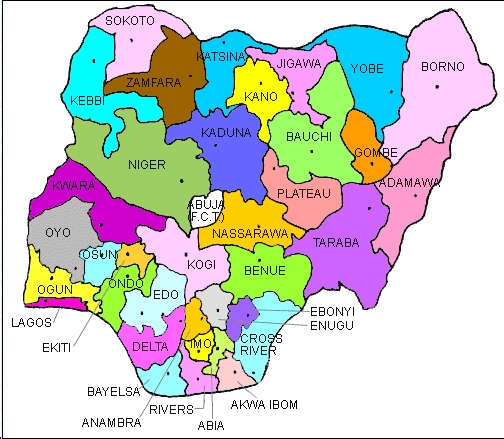 SOKOTO
KATSINA
JIGAWA
YOBE
BORNO
ZAMFARA
KEBBI
KANO
KADUNA
BAUCHI
GOMBE
NIGER
KWARA
PLATEAU
ADAMAWA
ABUJA
(F.C.T.)
OYO
NASSARAWA
TARABA
OSUN
KOGI
BENUE
OGUN
ONDO
EDO
LAGOS
EBONYI
ENUGU
EKITI
DELTA
IMO
CROSS
RIVER
BAYELSA
AKWA IBOM
RIVERS
ANAMBRA
ABIA